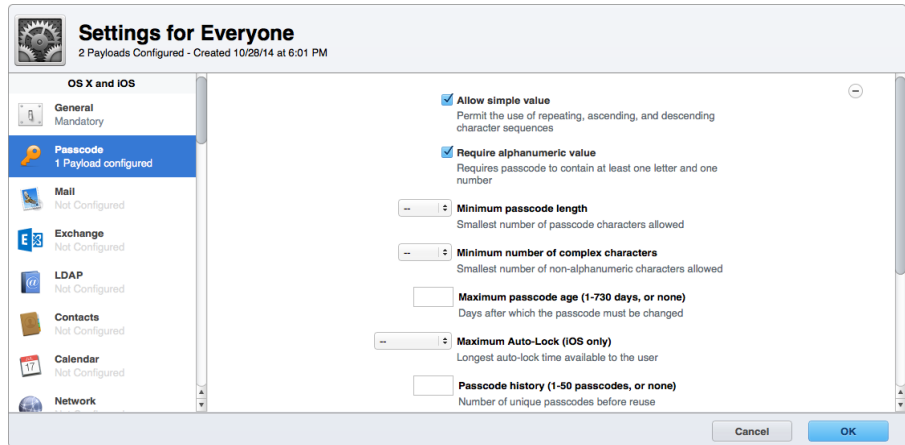 Settings for Everyone
2 Payloads Configured - Created 10/28/14 at 6:01 PM
OS X and iOS
General
Mandatory
Passcode
1 Payload configured
Mail
Not Configured
Exchange
Not Configured
LDAP
Not Configured
Contacts
Not Configured
Calendar
Not Configured
17
Network
Allow simple value
Permit the use of repeating, ascending, and descending
character sequences
Require alphanumeric value
Requires passcode to contain at least one letter and one
number
-- Minimum passcode length
Smallest number of passcode characters allowed
-- Minimum number of complex characters
Smallest number of non-alphanumeric characters allowed
Maximum passcode age (1-730 days, or none)
Days after which the passcode must be changed
-- Maximum Auto-Lock (iOS only)
Longest auto-lock time available to the user
Passcode history (1-50 passcodes, or none)
Number of unique passcodes before reuse
Cancel
OK